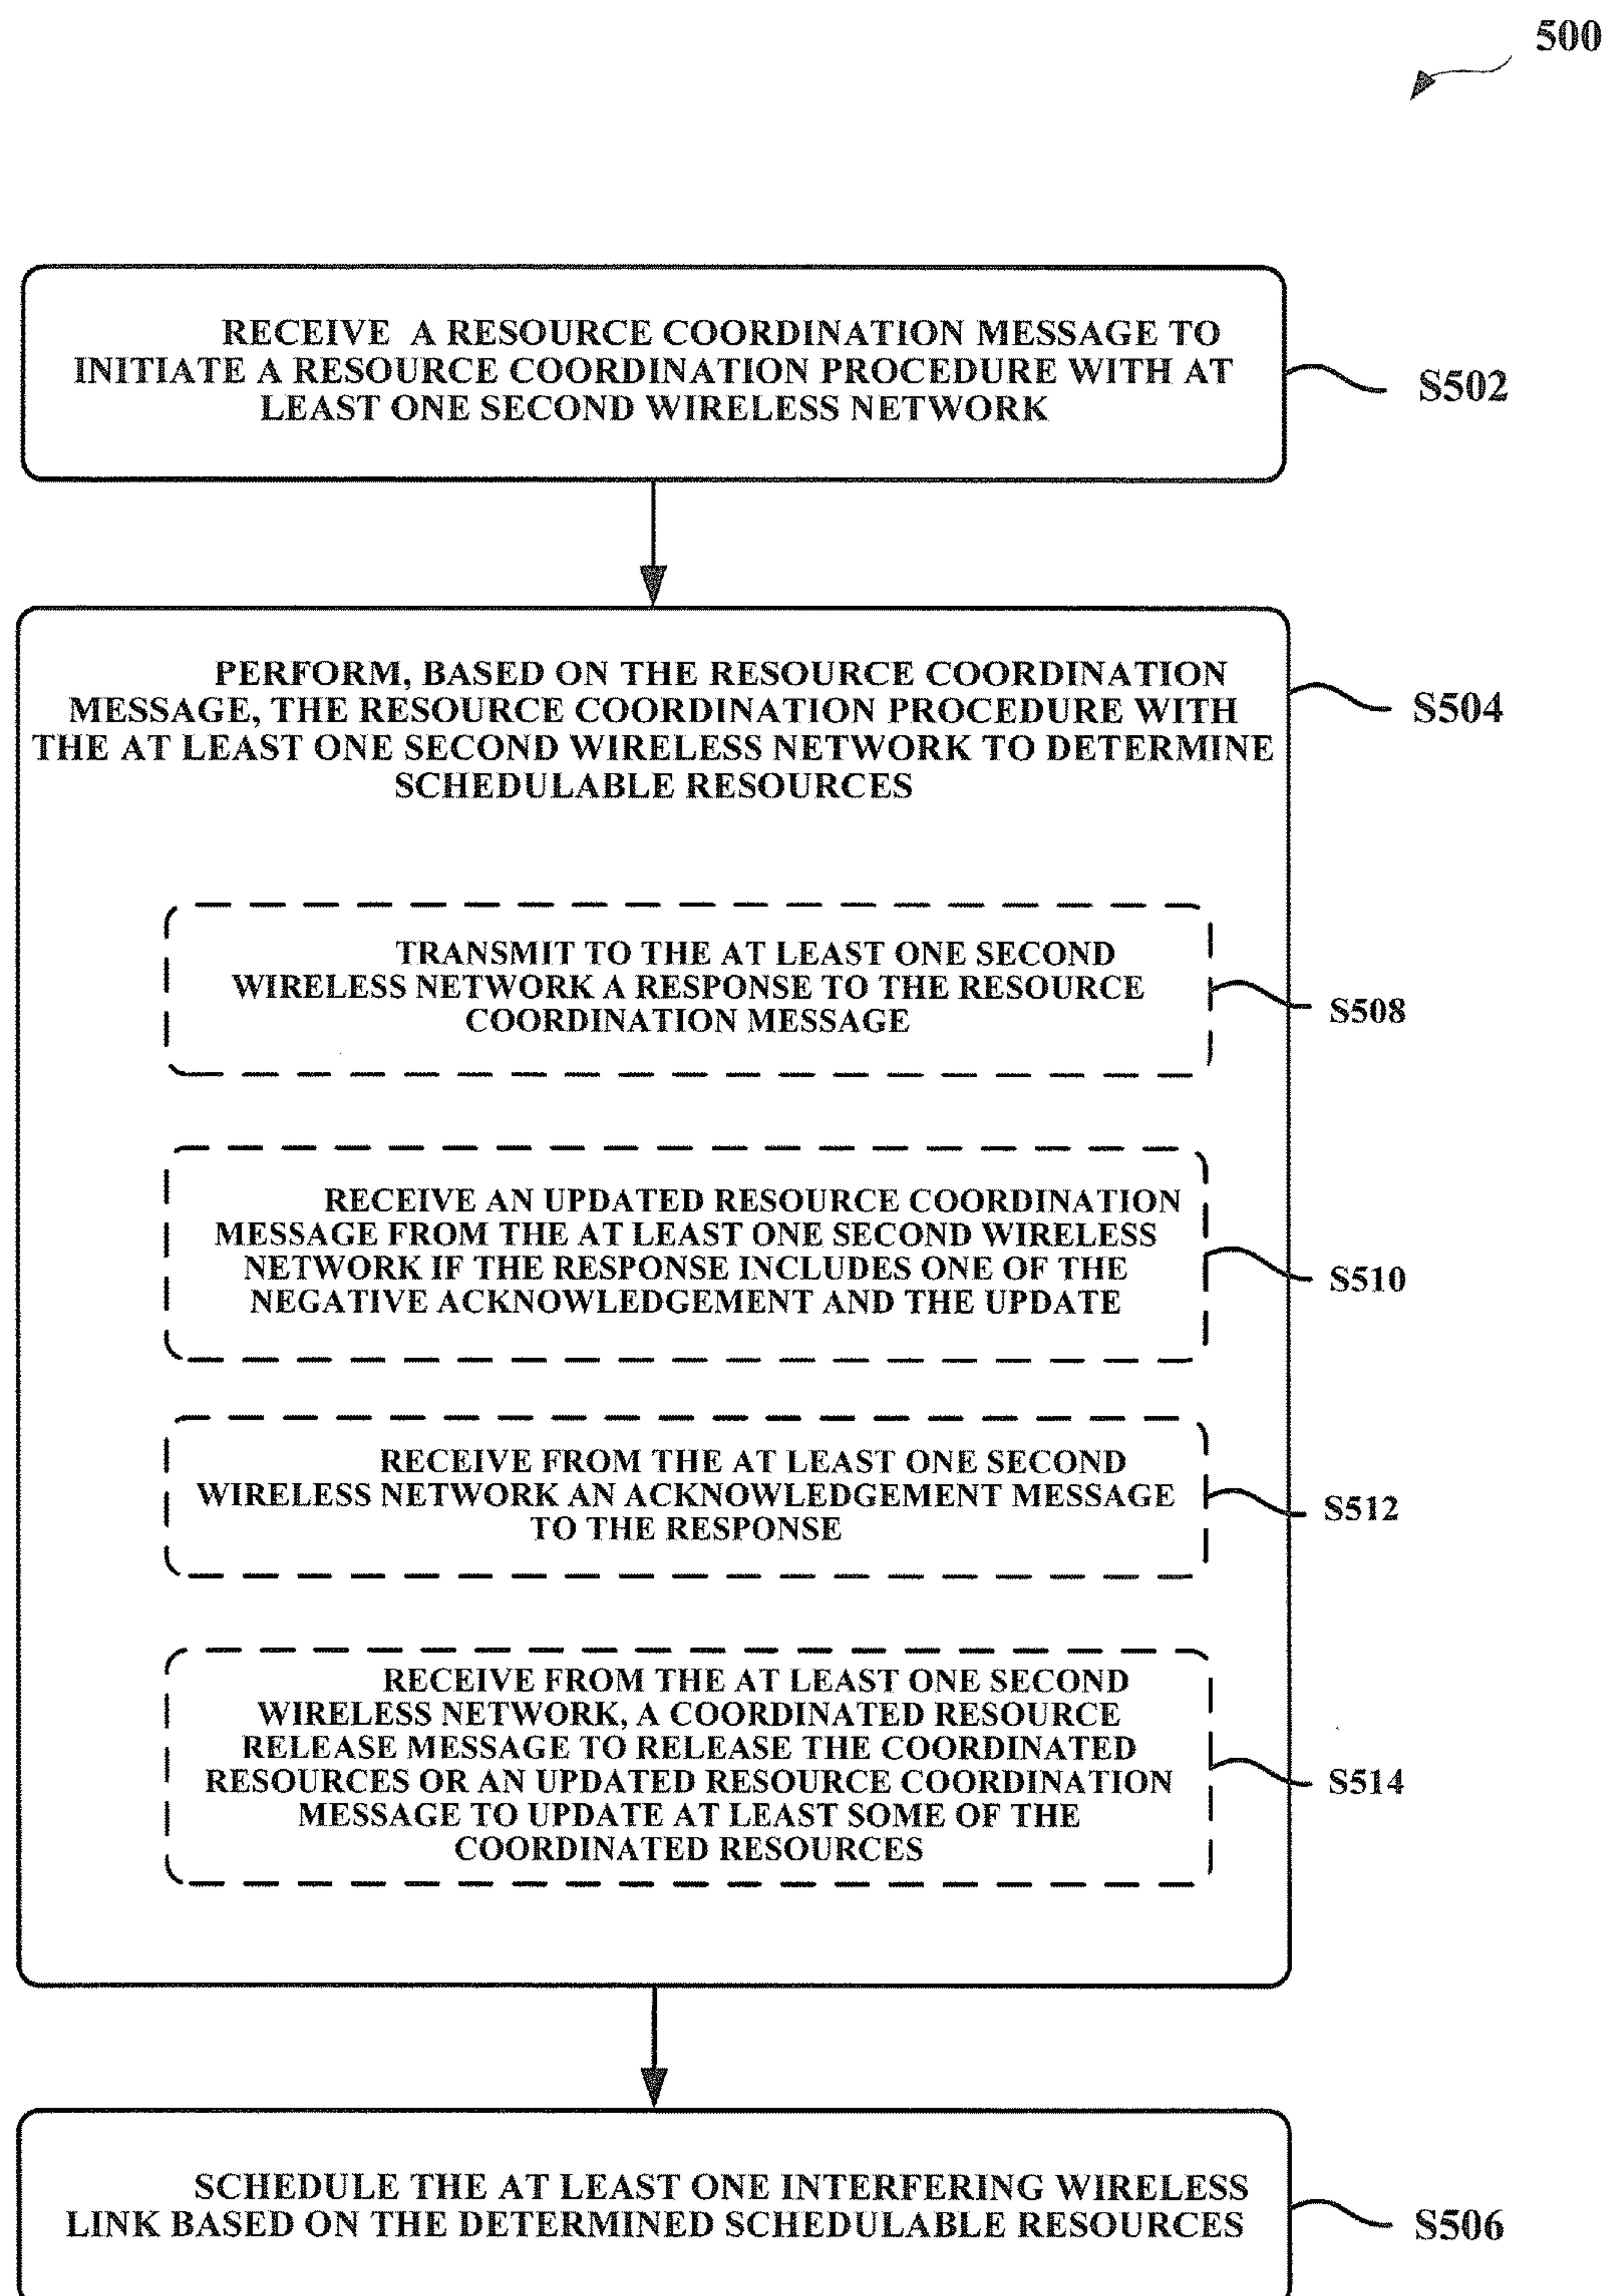 500
RECEIVE A RESOURCE COORDINATION MESSAGE TO
INITIATE A RESOURCE COORDINATION PROCEDURE WITH AT
LEAST ONE SECOND WIRELESS NETWORK
S502
PERFORM, BASED ON THE RESOURCE COORDINATION
MESSAGE, THE RESOURCE COORDINATION PROCEDURE WITH
THE AT LEAST ONE SECOND WIRELESS NETWORK TO DETERMINE
SCHEDULABLE RESOURCES
S504
TRANSMIT TO THE AT LEAST ONE SECOND
WIRELESS NETWORK A RESPONSE TO THE RESOURCE
COORDINATION MESSAGE
S508
RECEIVE AN UPDATED RESOURCE COORDINATION
MESSAGE FROM THE AT LEAST ONE SECOND WIRELESS
NETWORK IF THE RESPONSE INCLUDES ONE OF THE
NEGATIVE ACKNOWLEDGEMENT AND THE UPDATE
S510
RECEIVE FROM THE AT LEAST ONE SECOND
WIRELESS NETWORK AN ACKNOWLEDGEMENT MESSAGE
TO THE RESPONSE
S512
RECEIVE FROM THE AT LEAST ONE SECOND
WIRELESS NETWORK, A COORDINATED RESOURCE
RELEASE MESSAGE TO RELEASE THE COORDINATED
RESOURCES OR AN UPDATED RESOURCE COORDINATION
MESSAGE TO UPDATE AT LEAST SOME OF THE
COORDINATED RESOURCES
S514
SCHEDULE THE AT LEAST ONE INTERFERING WIRELESS
LINK BASED ON THE DETERMINED SCHEDULABLE RESOURCES
S506